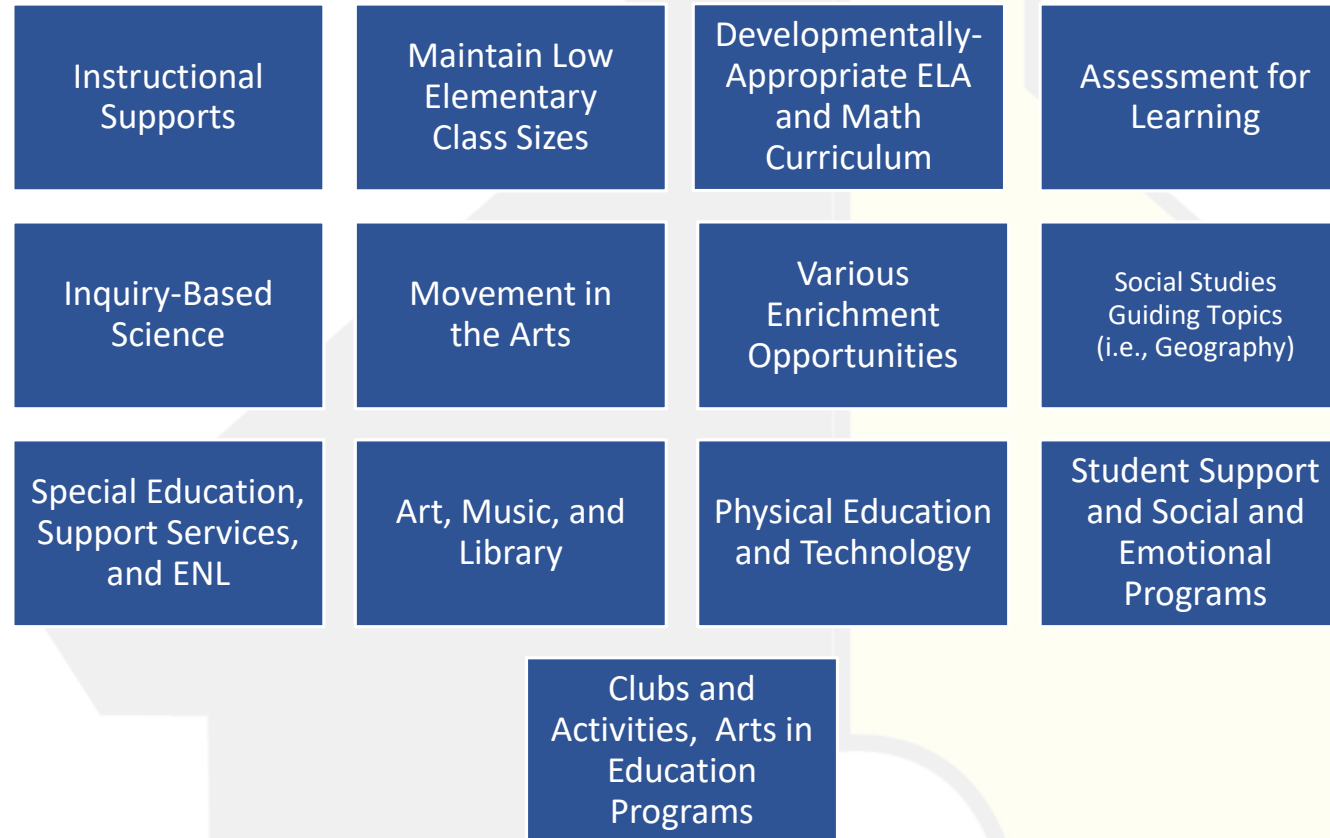 Instructional
Supports
Maintain Low
Elementary
Class Sizes
Developmentally-
Appropriate ELA
and Math
Curriculum
Assessment for
Learning
Inquiry-Based
Science
Movement in
the Arts
Various
Enrichment
Opportunities
Social Studies
Guiding Topics
(i.e., Geography)
Special Education,
Support Services,
and ENL
Art, Music, and
Library
Physical Education
and Technology
Student Support
and Social and
Emotional
Programs
Clubs and
Activities,  Arts in
Education
Programs